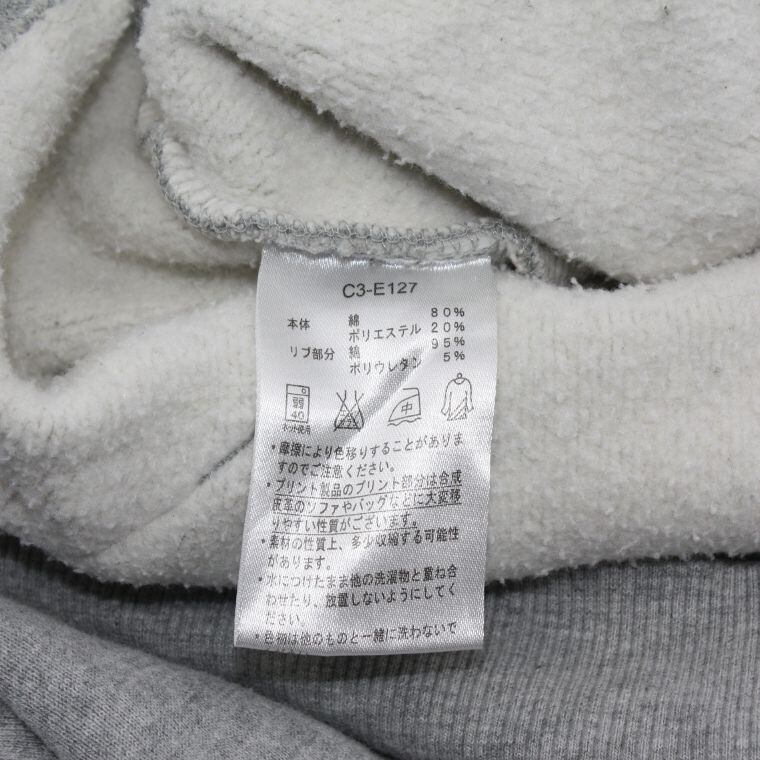 C3-E127
本体 綿 80%
ポリエステル 20%
リブ部分 綿 95%
ポリウレタン 5%
弱
40
ネット使用
中
・摩擦により色移りすることがありま
すのでご注意ください。
・プリント製品のプリント部分は合成
皮革のソファやバッグなどに大変移
りやすい性質がございます。
・素材の性質上、多少収縮する可能性
があります。
・水につけたまま他の洗濯物と重ね合
わせたり、放置しないようにしてくだ
さい。
・色物は他のものと一緒に洗わないで